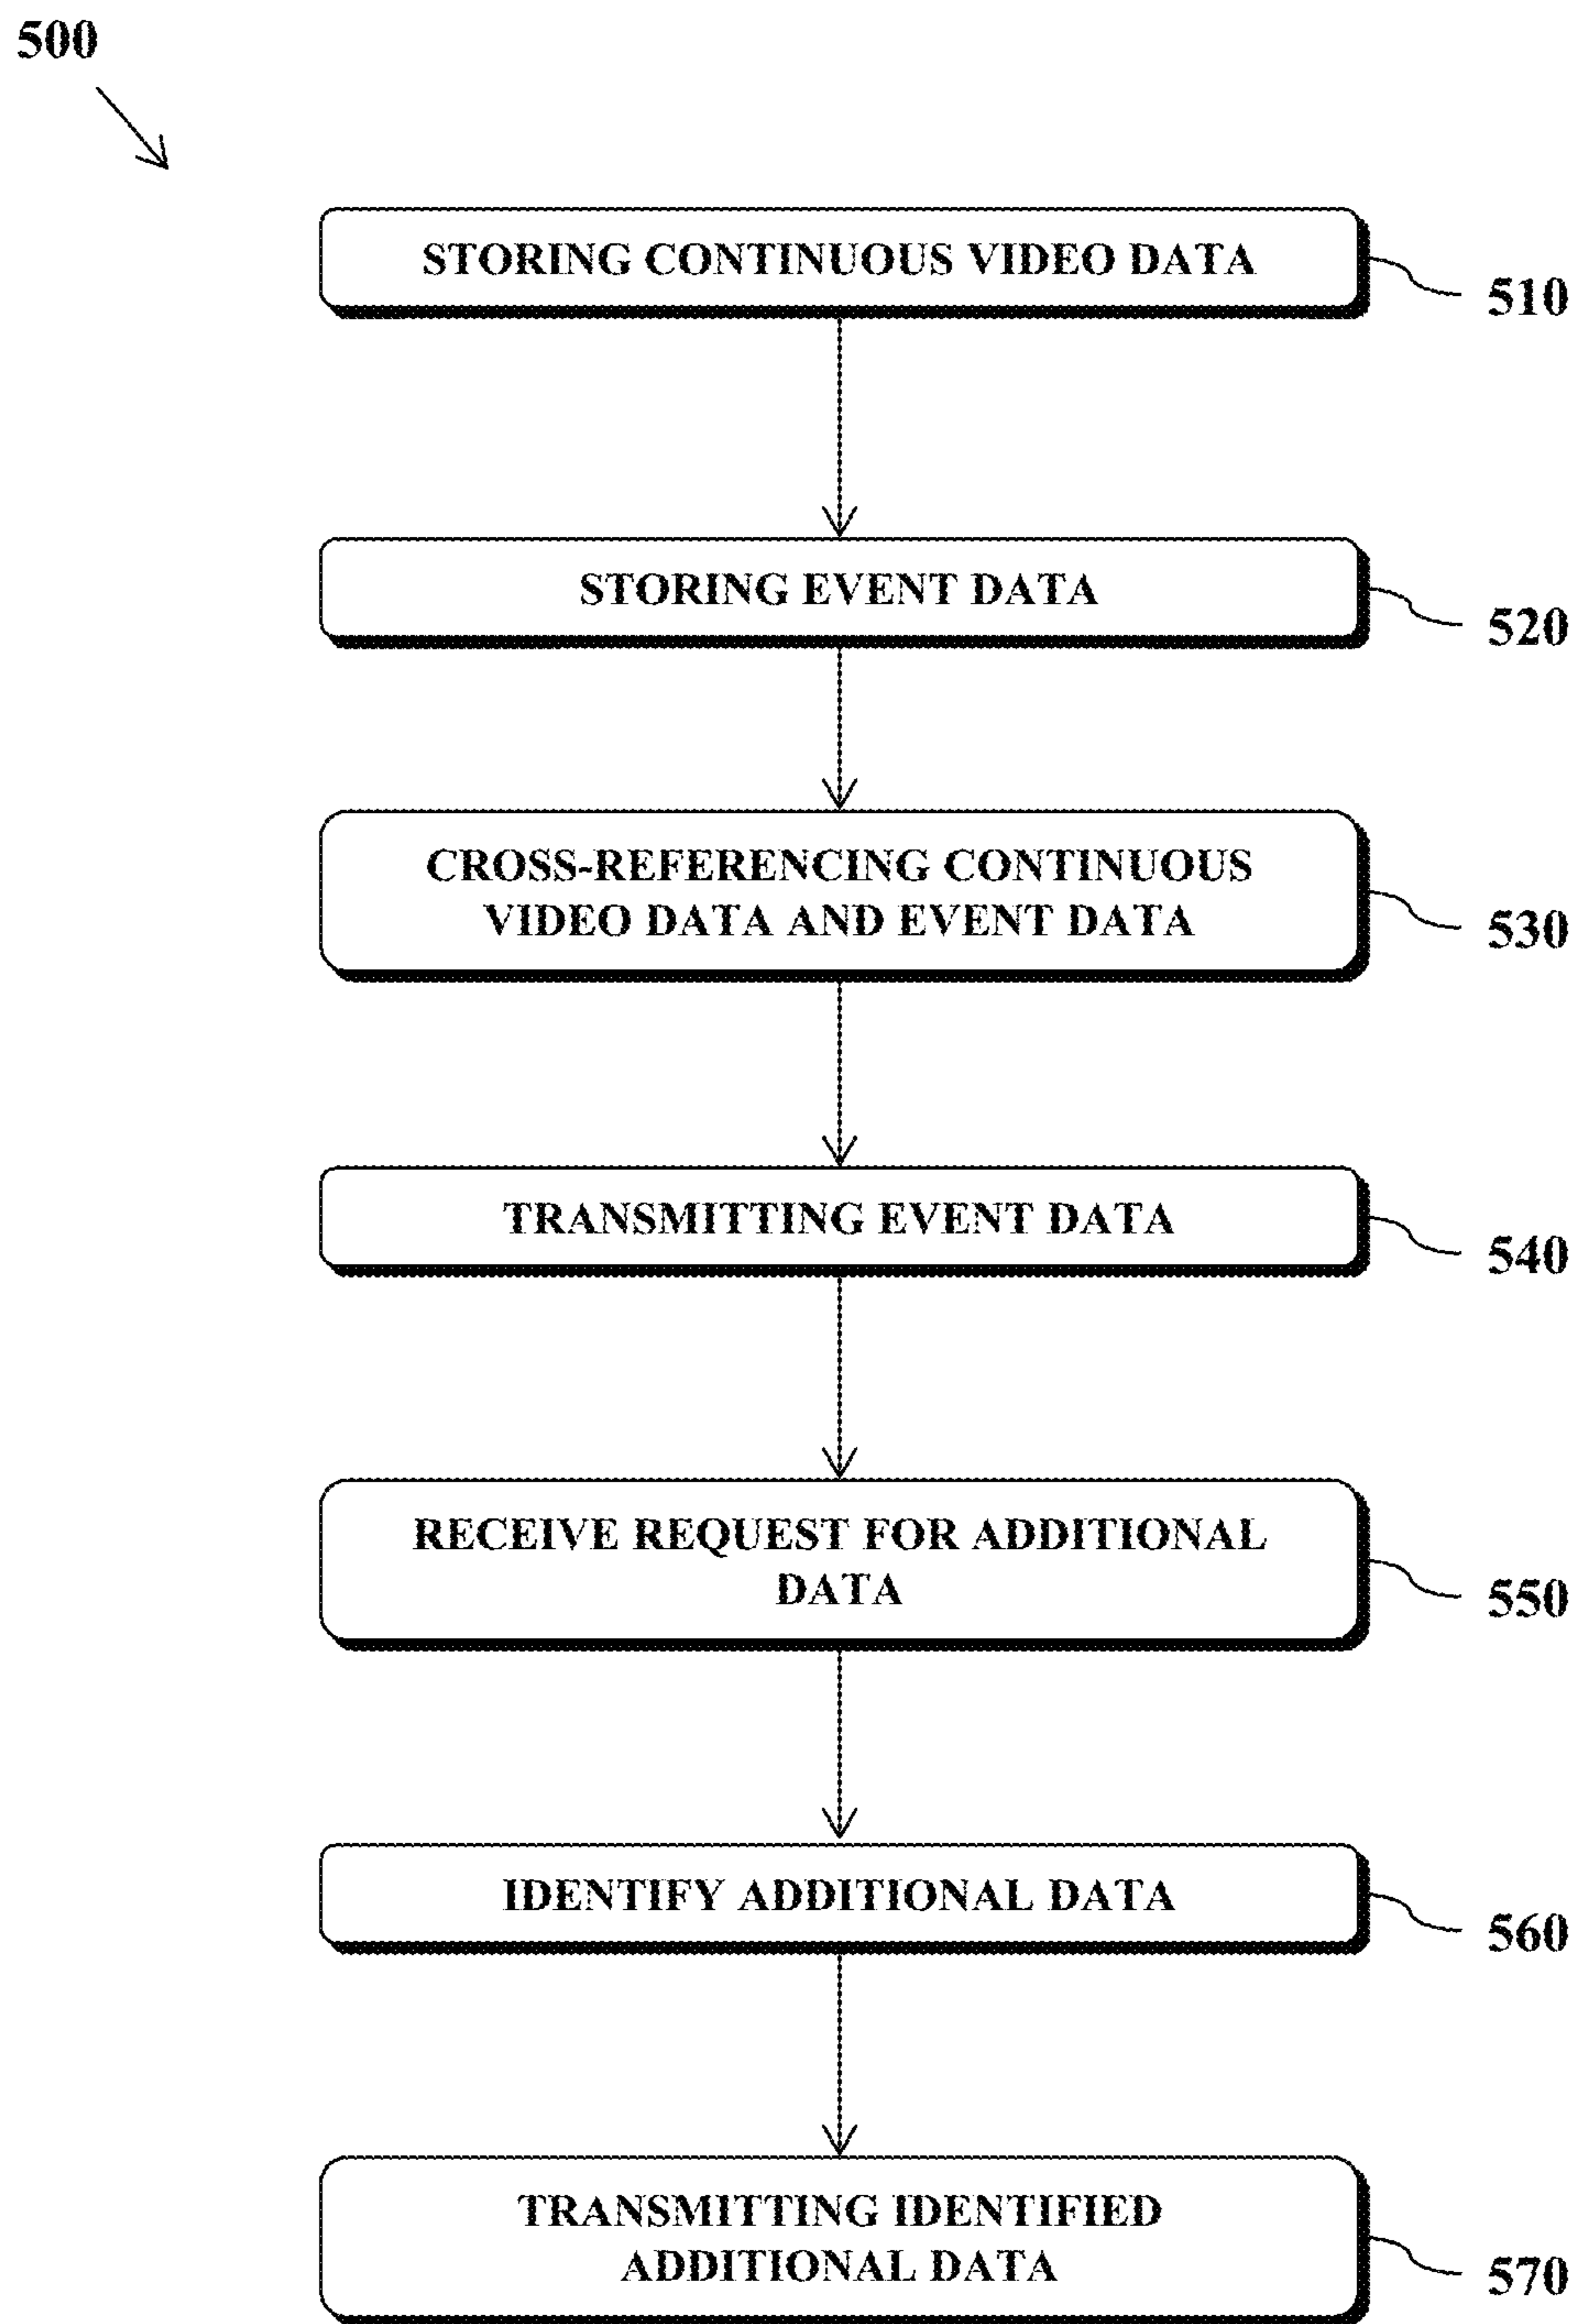 500
STORING CONTINUOUS VIDEO DATA
510
STORING EVENT DATA
520
CROSS-REFERENCING CONTINUOUS
VIDEO DATA AND EVENT DATA
530
TRANSMITTING EVENT DATA
540
RECEIVE REQUEST FOR ADDITIONAL
DATA
550
IDENTIFY ADDITIONAL DATA
560
TRANSMITTING IDENTIFIED
ADDITIONAL DATA
570